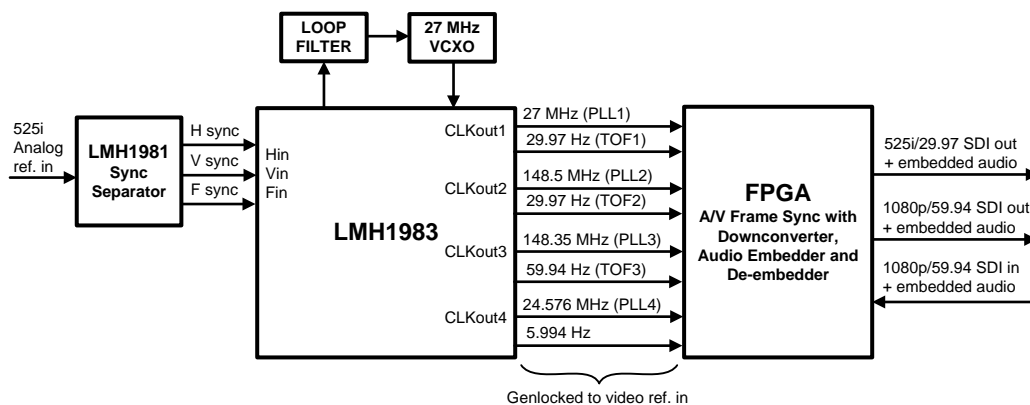 LOOP
FILTER
27 MHz
VCXO
525i
Analog
ref. in
LMH1981
Sync
Separator
H sync
V sync
F sync
Hin
Vin
Fin
LMH1983
CLKout1
CLKout2
CLKout3
CLKout4
27 MHz (PLL1)
29.97 Hz (TOF1)
148.5 MHz (PLL2)
29.97 Hz (TOF2)
148.35 MHz (PLL3)
59.94 Hz (TOF3)
24.576 MHz (PLL4)
5.994 Hz
FPGA
A/V Frame Sync with
Downconverter,
Audio Embedder and
De-embedder
525i/29.97 SDI out
+ embedded audio
1080p/59.94 SDI out
+ embedded audio
1080p/59.94 SDI in
+ embedded audio
Genlocked to video ref. in